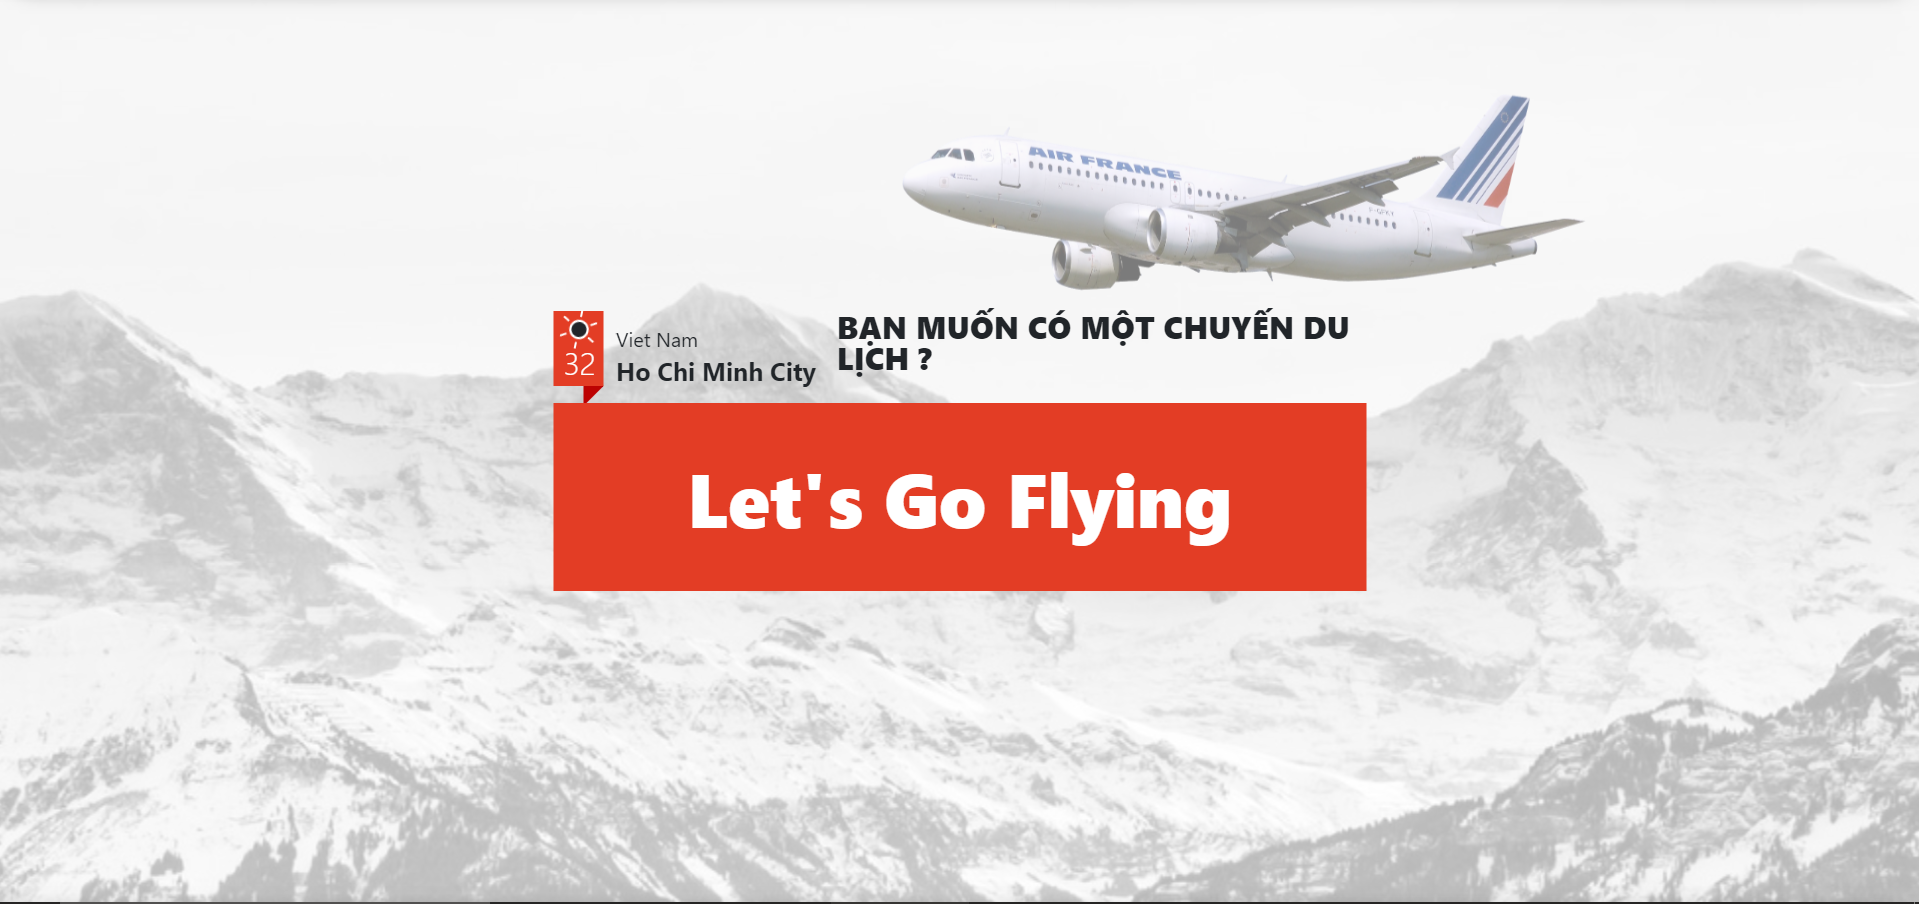 AIR FRANCE
BẠN MUỐN CÓ MỘT CHUYẾN DU
LỊCH ?
32
Viet Nam
Ho Chi Minh City
Let's Go Flying